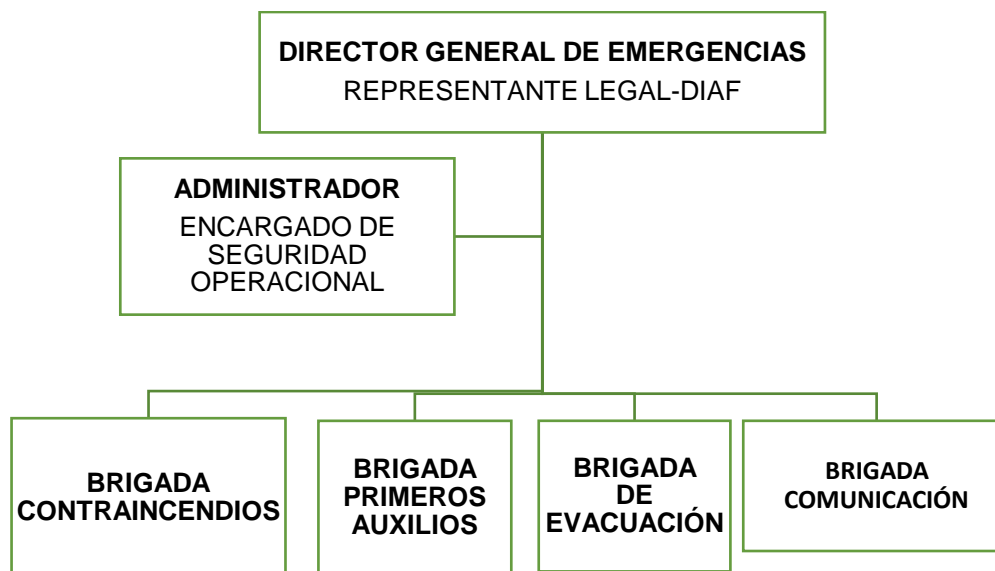 DIRECTOR GENERAL DE EMERGENCIAS
REPRESENTANTE LEGAL-DIAF
ADMINISTRADOR
ENCARGADO DE
SEGURIDAD
OPERACIONAL
BRIGADA
CONTRAINCENDIOS
BRIGADA
PRIMEROS
AUXILIOS
BRIGADA
DE
EVACUACIÓN
BRIGADA
COMUNICACIÓN